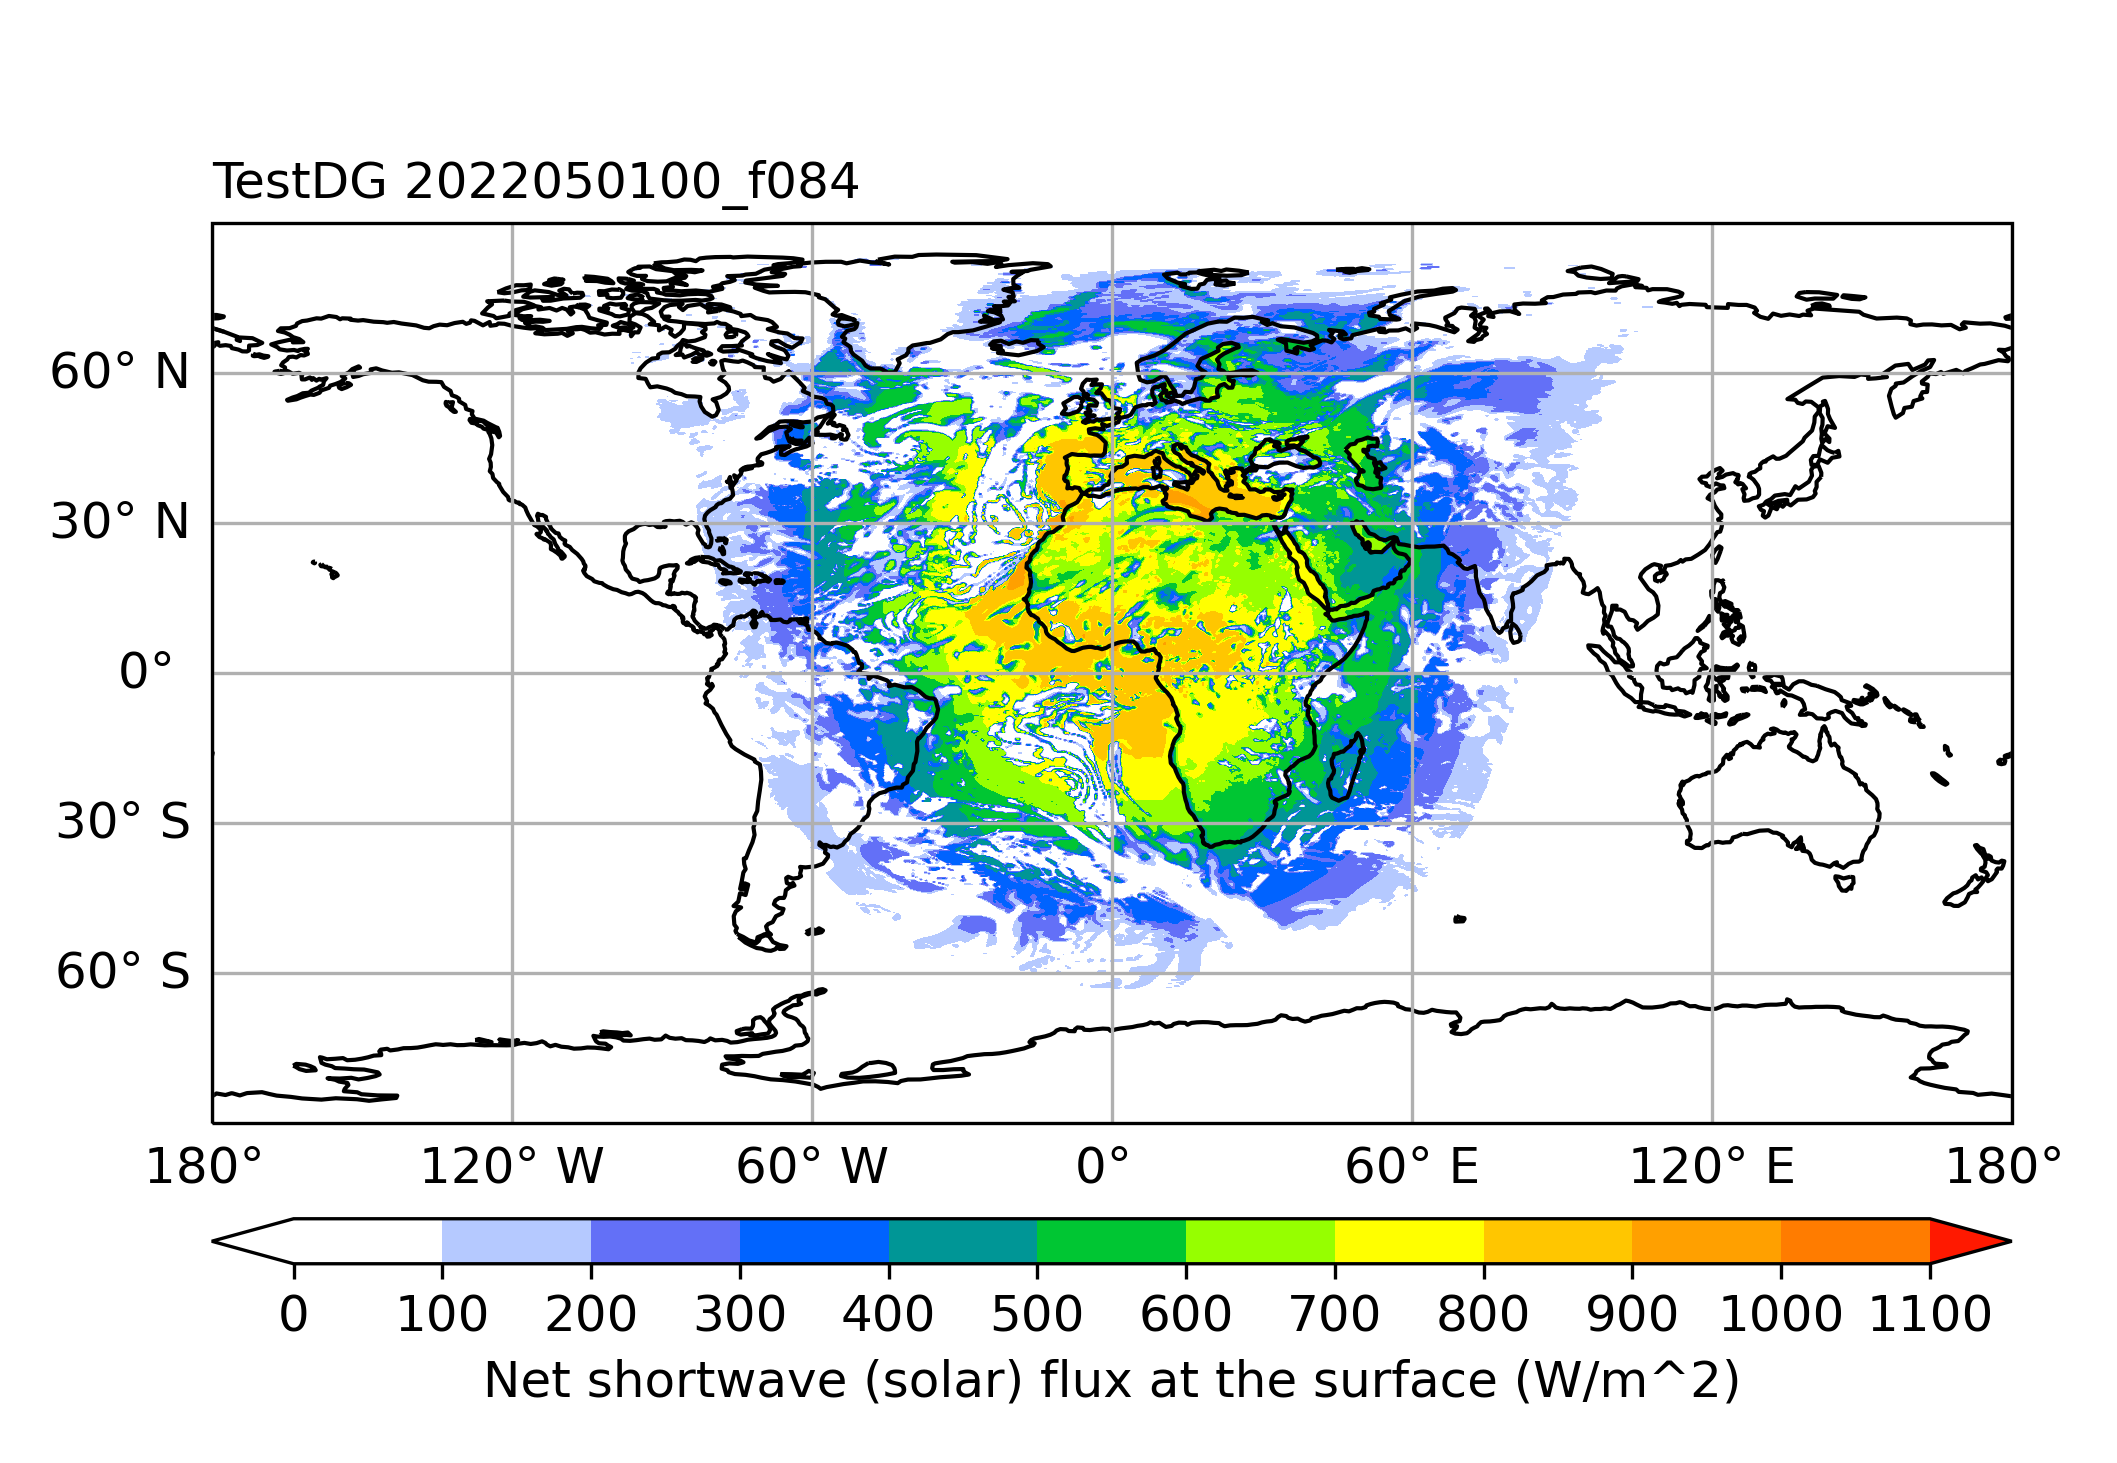 TestDG 2022050100_f084
60° N
30° N
0°
30° S
60° S
180° 120° W 60° W 0° 60° E 120° E 180°
0 100 200 300 400 500 600 700 800 900 1000 1100
Net shortwave (solar) flux at the surface (W/m^2)